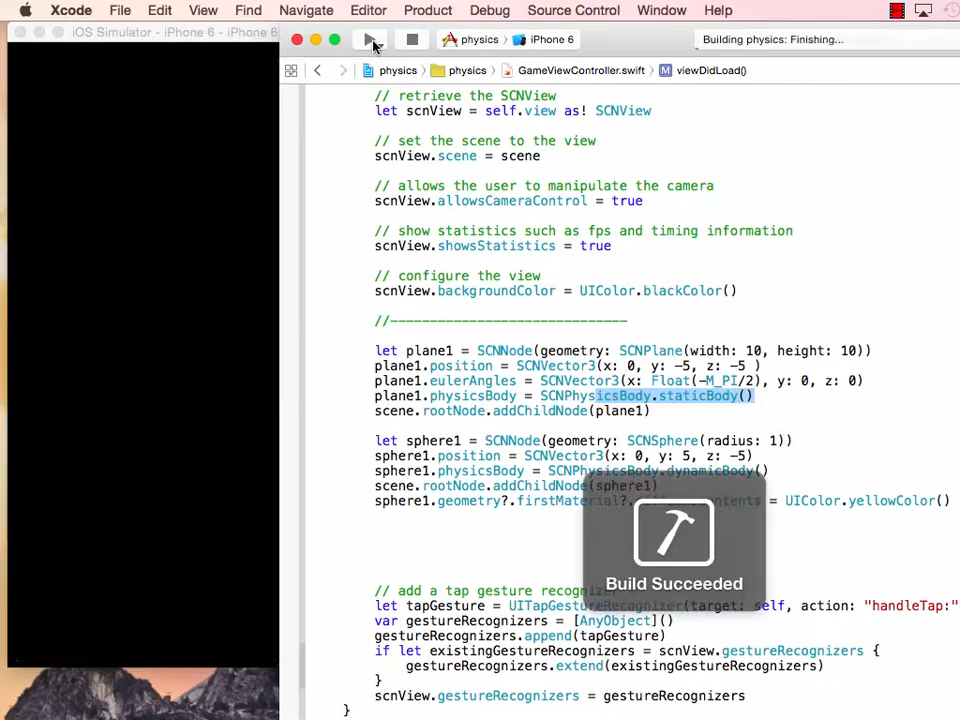 Xcode File Edit View Find Navigate Editor Product Debug Source Control Window Help
iOS Simulator - iPhone 6 - iPhone 6
physics iPhone 6
Building physics: Finishing...
physics physics GameViewController.swift M viewDidLoad()
// retrieve the SCNView
let scnView = self.view as! SCNView
// set the scene to the view
scnView.scene = scene
// allows the user to manipulate the camera
scnView.allowsCameraControl = true
// show statistics such as fps and timing information
scnView.showsStatistics = true
// configure the view
scnView.backgroundColor = UIColor.blackColor()
//------------------------------
let plane1 = SCNNode(geometry: SCNPlane(width: 10, height: 10))
plane1.position = SCNVector3(x: 0, y: -5, z: -5 )
plane1.eulerAngles = SCNVector3(x: Float(-M_PI/2), y: 0, z: 0)
plane1.physicsBody = SCNPhysicsBody.staticBody()
scene.rootNode.addChildNode(plane1)
let sphere1 = SCNNode(geometry: SCNSphere(radius: 1))
sphere1.position = SCNVector3(x: 0, y: 5, z: -5)
sphere1.physicsBody = SCNPhysicsBody.dynamicBody()
scene.rootNode.addChildNode(sphere1)
sphere1.geometry?.firstMaterial?. contents = UIColor.yellowColor()
Build Succeeded
// add a tap gesture recognizer
let tapGesture = UITapGestureRecognizer(target: self, action: "handleTap:"
var gestureRecognizers = [AnyObject]()
gestureRecognizers.append(tapGesture)
if let existingGestureRecognizers = scnView.gestureRecognizers {
gestureRecognizers.extend(existingGestureRecognizers)
}
scnView.gestureRecognizers = gestureRecognizers
}